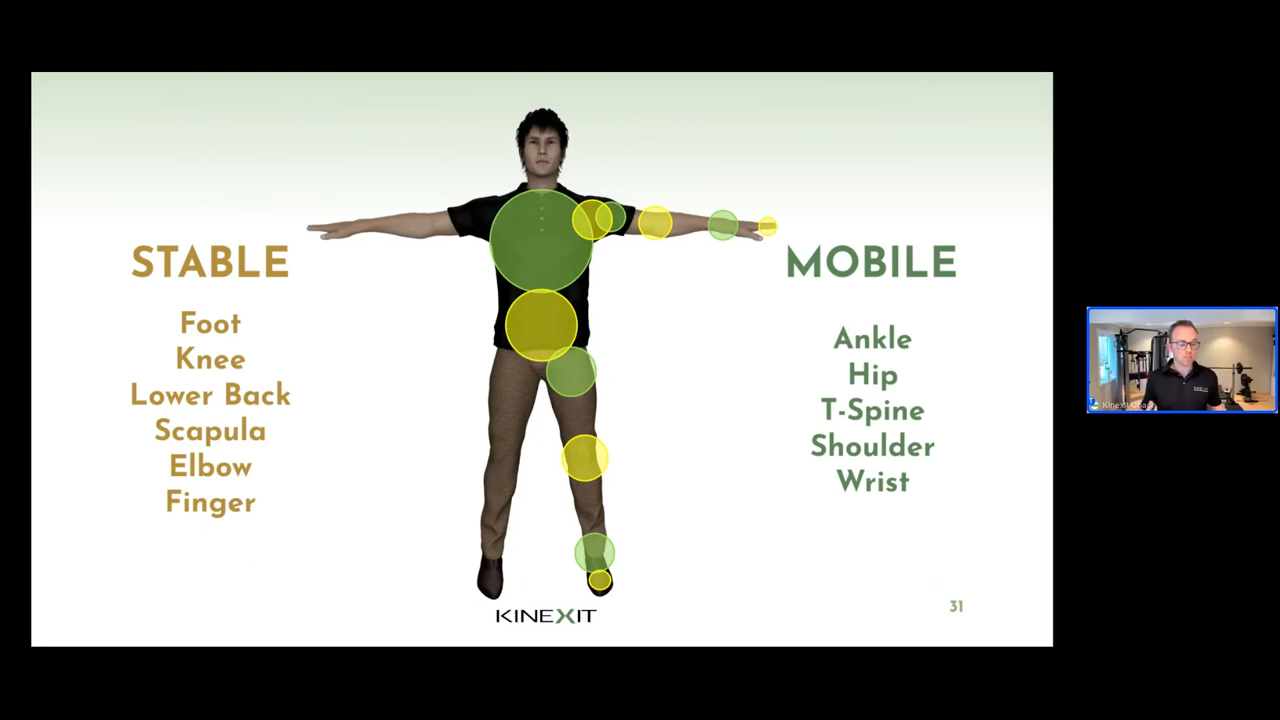 STABLE
Foot
Knee
Lower Back
Scapula
Elbow
Finger
MOBILE
Ankle
Hip
T-Spine
Shoulder
Wrist
KINEXIT
31